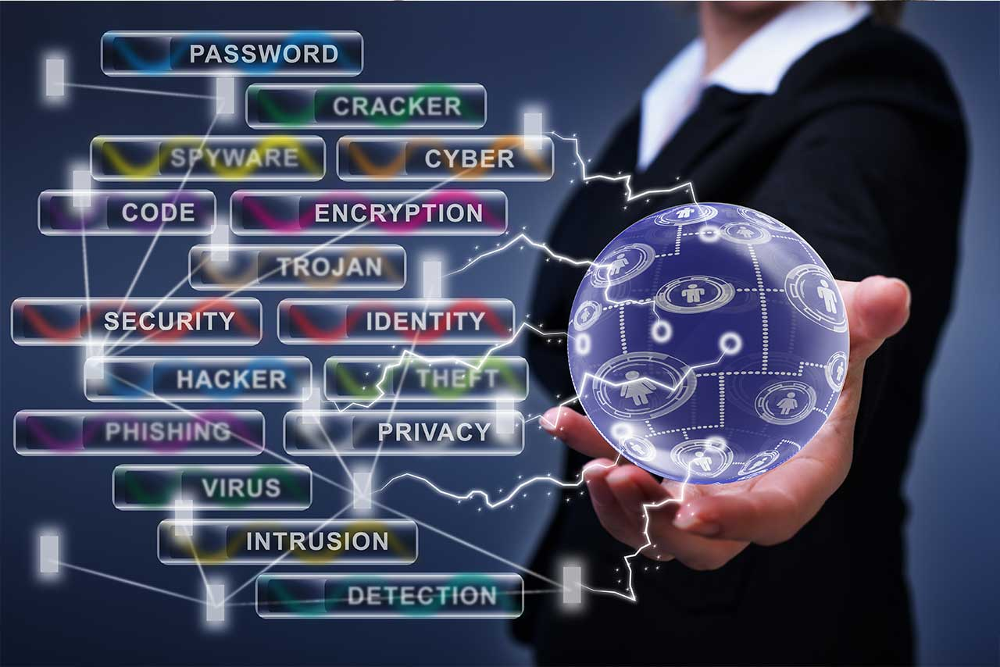 PASSWORD
CRACKER
SPYWARE CYBER
CODE ENCRYPTION
TROJAN
SECURITY IDENTITY
HACKER THEFT
PHISHING PRIVACY
VIRUS
INTRUSION
DETECTION